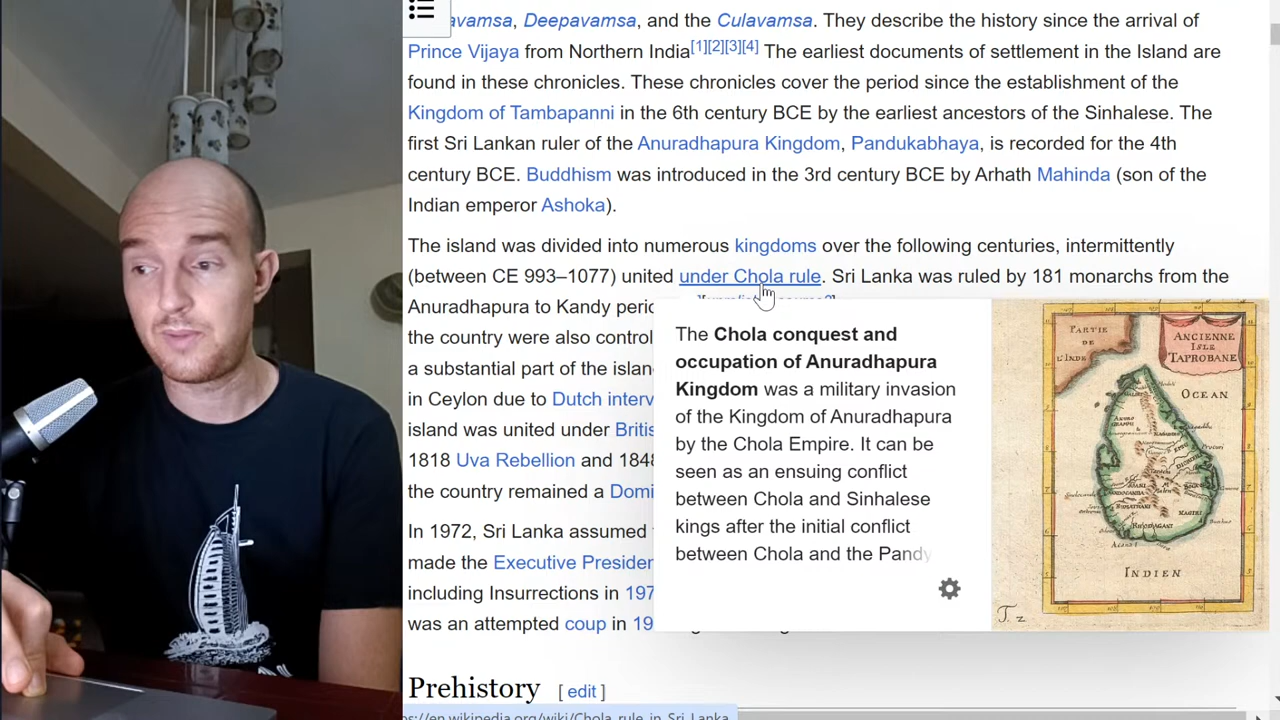 avamsa, Deepavamsa, and the Culavamsa. They describe the history since the arrival of
Prince Vijaya from Northern India[1][2][3][4] The earliest documents of settlement in the Island are
found in these chronicles. These chronicles cover the period since the establishment of the
Kingdom of Tambapanni in the 6th century BCE by the earliest ancestors of the Sinhalese. The
first Sri Lankan ruler of the Anuradhapura Kingdom, Pandukabhaya, is recorded for the 4th
century BCE. Buddhism was introduced in the 3rd century BCE by Arhath Mahinda (son of the
Indian emperor Ashoka).
The island was divided into numerous kingdoms over the following centuries, intermittently
(between CE 993–1077) united under Chola rule. Sri Lanka was ruled by 181 monarchs from the
Anuradhapura to Kandy peri
the country were also contro
a substantial part of the islan
in Ceylon due to Dutch interv
island was united under Britis
1818 Uva Rebellion and 1848
the country remained a Domi
In 1972, Sri Lanka assumed
made the Executive Presiden
including Insurrections in 197
was an attempted coup in 19
Prehistory [ edit ]
The Chola conquest and
occupation of Anuradhapura
Kingdom was a military invasion
of the Kingdom of Anuradhapura
by the Chola Empire. It can be
seen as an ensuing conflict
between Chola and Sinhalese
kings after the initial conflict
between Chola and the Pandy
PARTIE
DE
L'INDE
ANCIENNE
ISLE
TAPROBANE
OCEAN
INDIEN
T. 2
ps://en.wikipedia.org/wiki/Chola_rule_in_Sri_Lanka